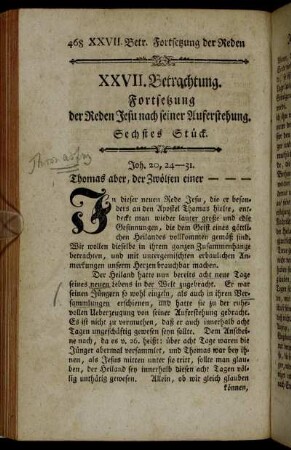 468 XXVII. Betr. Fortsetzung der Reden
XXVII. Betrachtung.
Fortsetzung
der Reden Jesu nach seiner Auferstehung.
Sechstes Stück.
Joh. 20, 24—31.
Thomas aber, der Zwölfen einer — — —
In dieser neuen Rede Jesu, die er beson-
ders an den Apostel Thomas hielte, ent-
deckt man wieder lauter große und edle
Gesinnungen, die dem Geist eines göttli-
chen Heilandes vollkommen gemäß sind.
Wir wollen dieselbe in ihrem ganzen Zusammenhange
betrachten, und mit untergemischten erbaulichen An-
merkungen unserm Herzen brauchbar machen.
Der Heiland hatte nun bereits acht neue Tage
seines neuen Lebens in der Welt zugebracht. Er war
seinen Jüngern so wohl einzeln, als auch in ihren Ver-
sammlungen erschienen, und hatte sie zu der reifes-
vollen Ueberzeugung von seiner Auferstehung gebracht.
Es ist nicht zu vermuthen, daß er auch innerhalb acht
Tagen ungeschäftig gewesen seyn sollte. Dem Ansehen
nach, da es v. 26. heißt: über acht Tage waren die
Jünger abermal versammlet, und Thomas war bey ih-
nen, als Jesus mitten unter sie tritt, sollte man glau-
ben, der Heiland sey innerhalb diesen acht Tagen völ-
lig unthätig gewesen. Allein, ob wir gleich glauben
können,